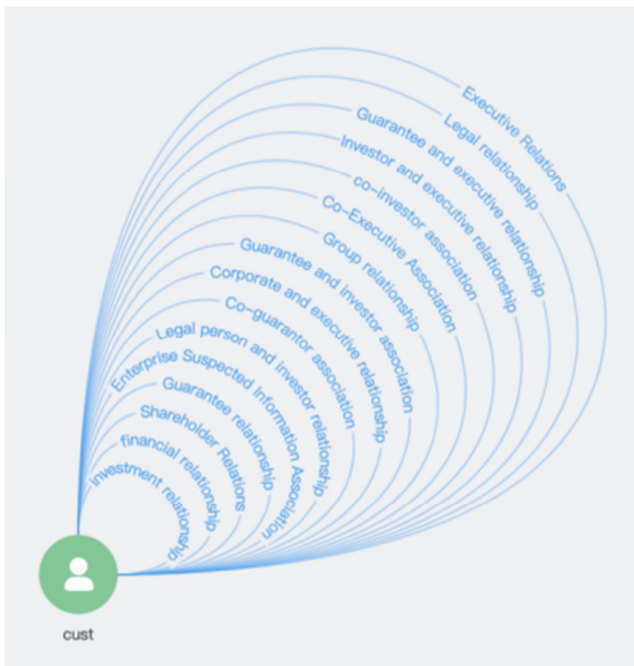 Executive Relations
Legal relationship
Guarantee and executive relationship
Investor and executive relationship
co-investor association
Co-Executive Association
Group relationship
Guarantee and investor association
Corporate and executive relationship
Co-guarantor association
Legal person and investor relationship
Enterprise Suspected Information Association
Guarantee relationship
Shareholder Relations
financial relationship
investment relationship
cust